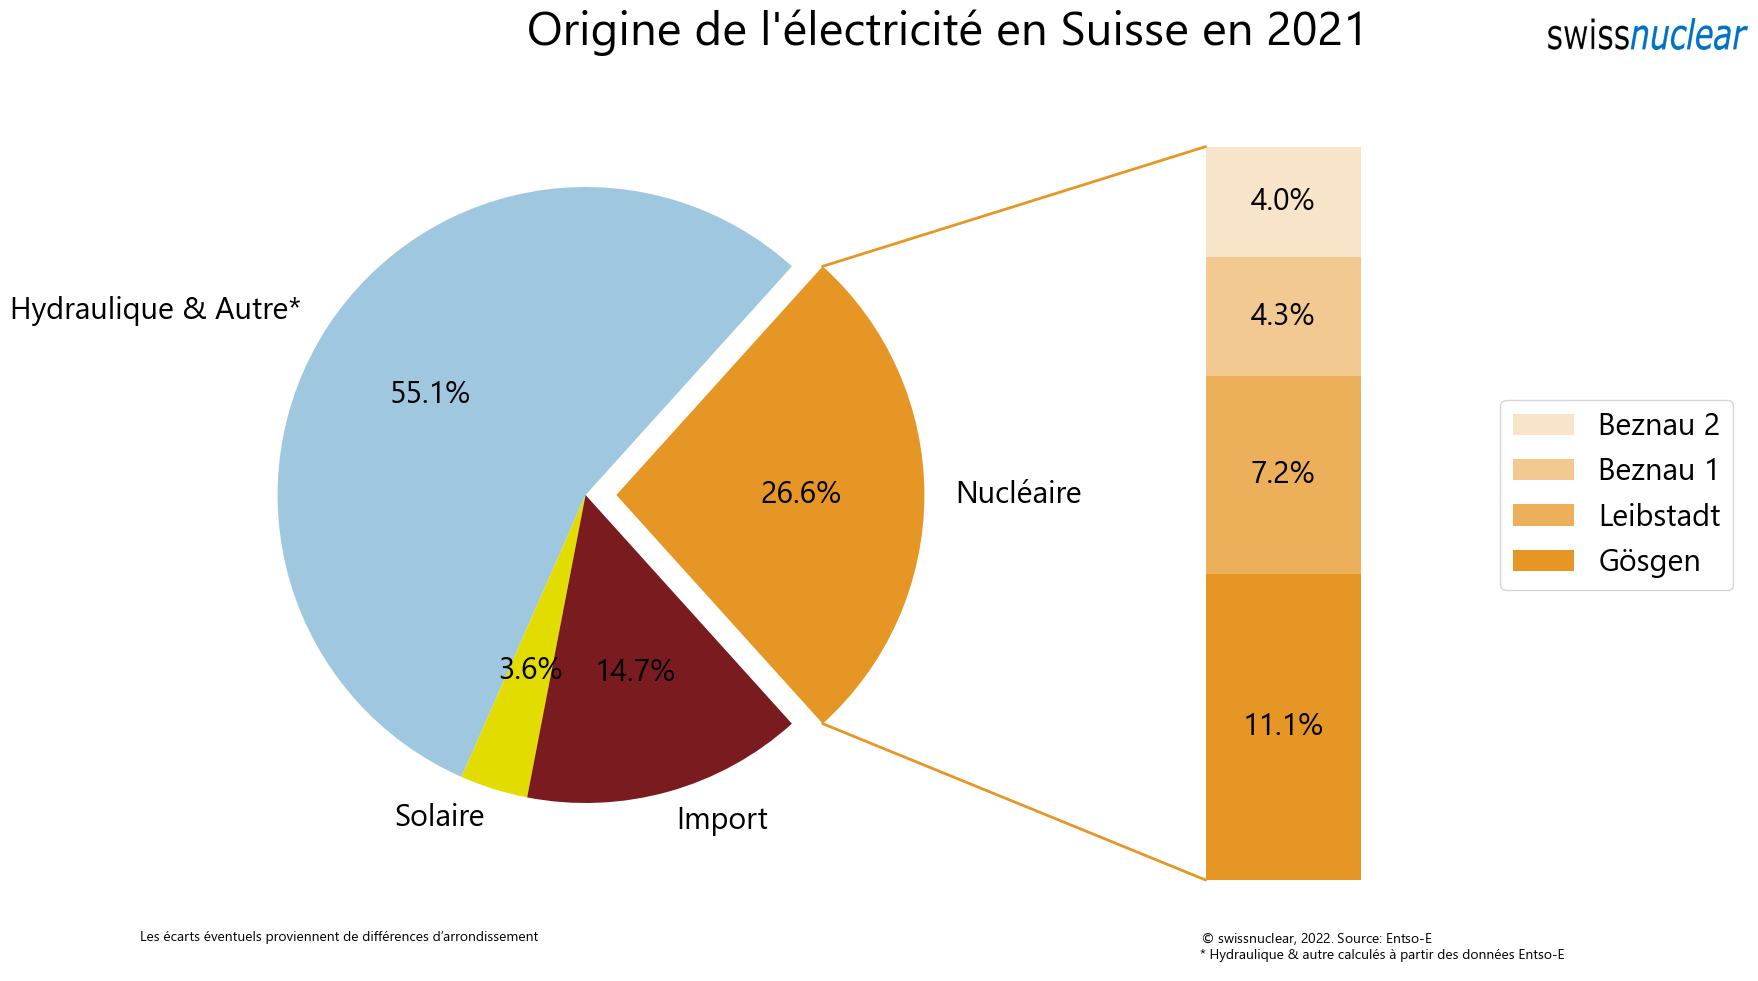 Origine de l'électricité en Suisse en 2021
swissnuclear
Hydraulique & Autre*
55.1%
26.6%
Nucléaire
3.6%
14.7%
Solaire
Import
4.0%
4.3%
7.2%
11.1%
Beznau 2
Beznau 1
Leibstadt
Gösgen
Les écarts éventuels proviennent de différences d’arrondissement
© swissnuclear, 2022. Source: Entso-E
* Hydraulique & autre calculés à partir des données Entso-E